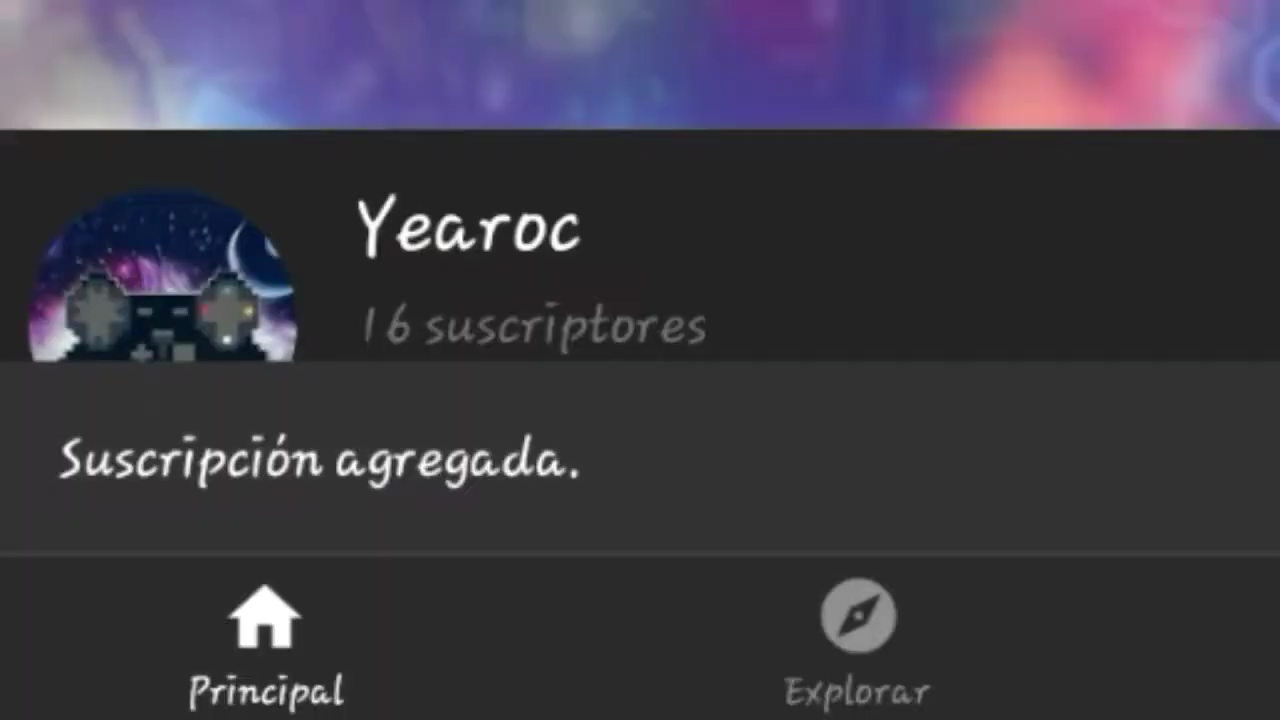 Yearoc
16 suscriptores
Suscripción agregada.
Principal
Explorar